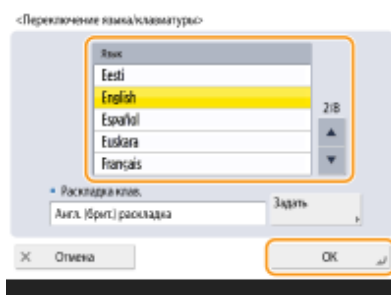 <Переключение языка/клавиатуры>
Язык
Eesti
English
Español
Euskara
Français
2/8
Раскладка клав.
Англ. (брит.) раскладка
Задать
Отмена
OK